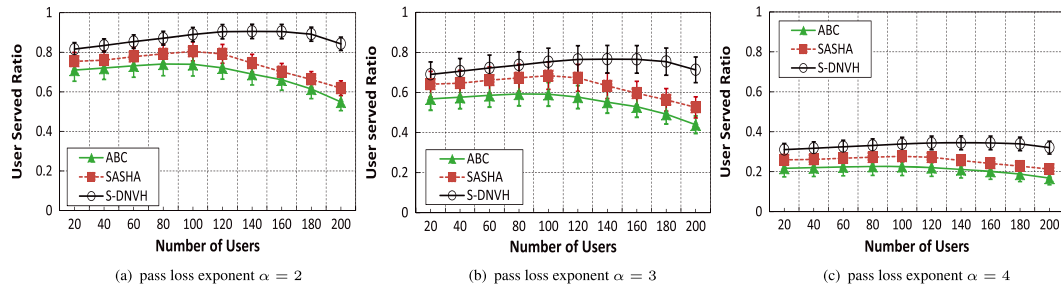 User Served Ratio
1
0.8
0.6
0.4
0.2
0
ABC
SASHA
S-DNVH
20 40 60 80 100 120 140 160 180 200
Number of Users
(a) pass loss exponent α = 2
User served Ratio
1
0.8
0.6
0.4
0.2
0
ABC
SASHA
S-DNVH
20 40 60 80 100 120 140 160 180 200
Number of Users
(b) pass loss exponent α = 3
User Served Ratio
1
0.8
0.6
0.4
0.2
0
ABC
SASHA
S-DNVH
20 40 60 80 100 120 140 160 180 200
Number of Users
(c) pass loss exponent α = 4